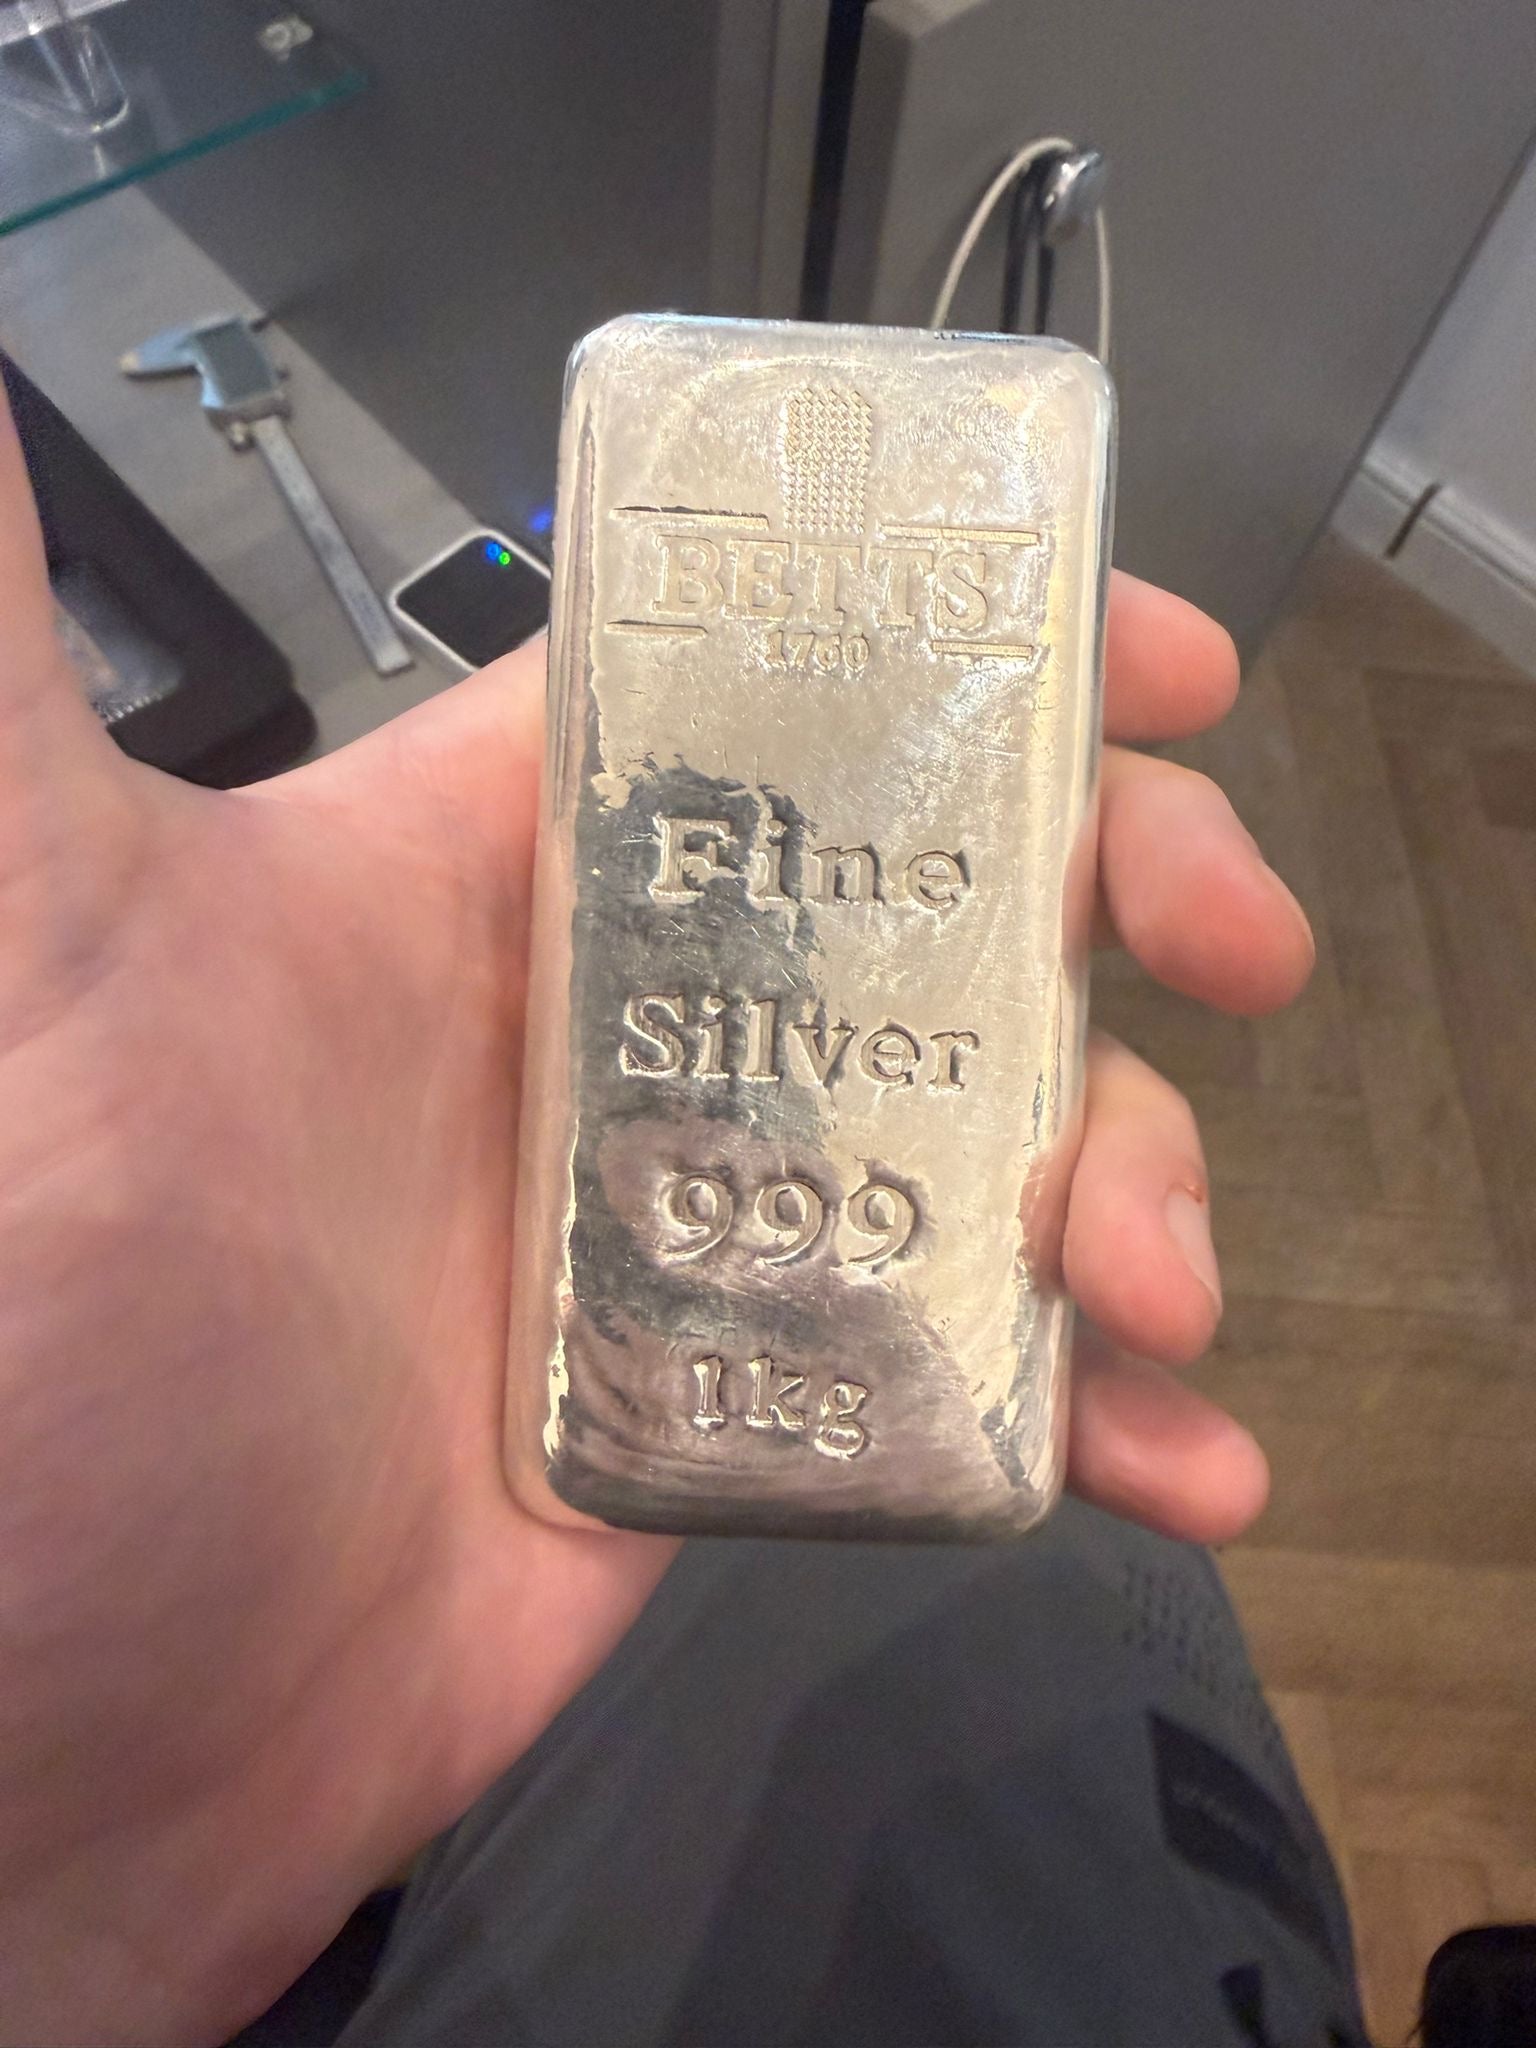 BETTS
1760
Fine
Silver
999
1kg